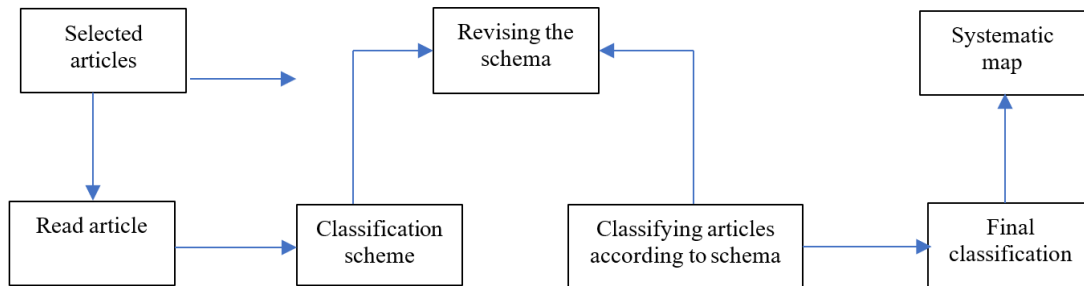 Selected
articles
Revising the
schema
Systematic
map
Read article
Classification
scheme
Classifying articles
according to schema
Final
classification